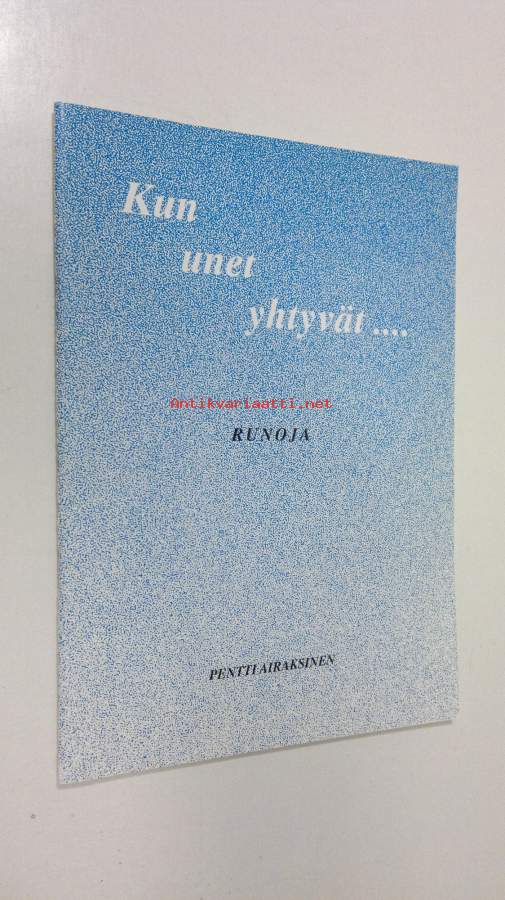 Kun
unet
yhtyvät ....
Antikvariaatti.net
RUNOJA
PENTTI AIRAKSINEN